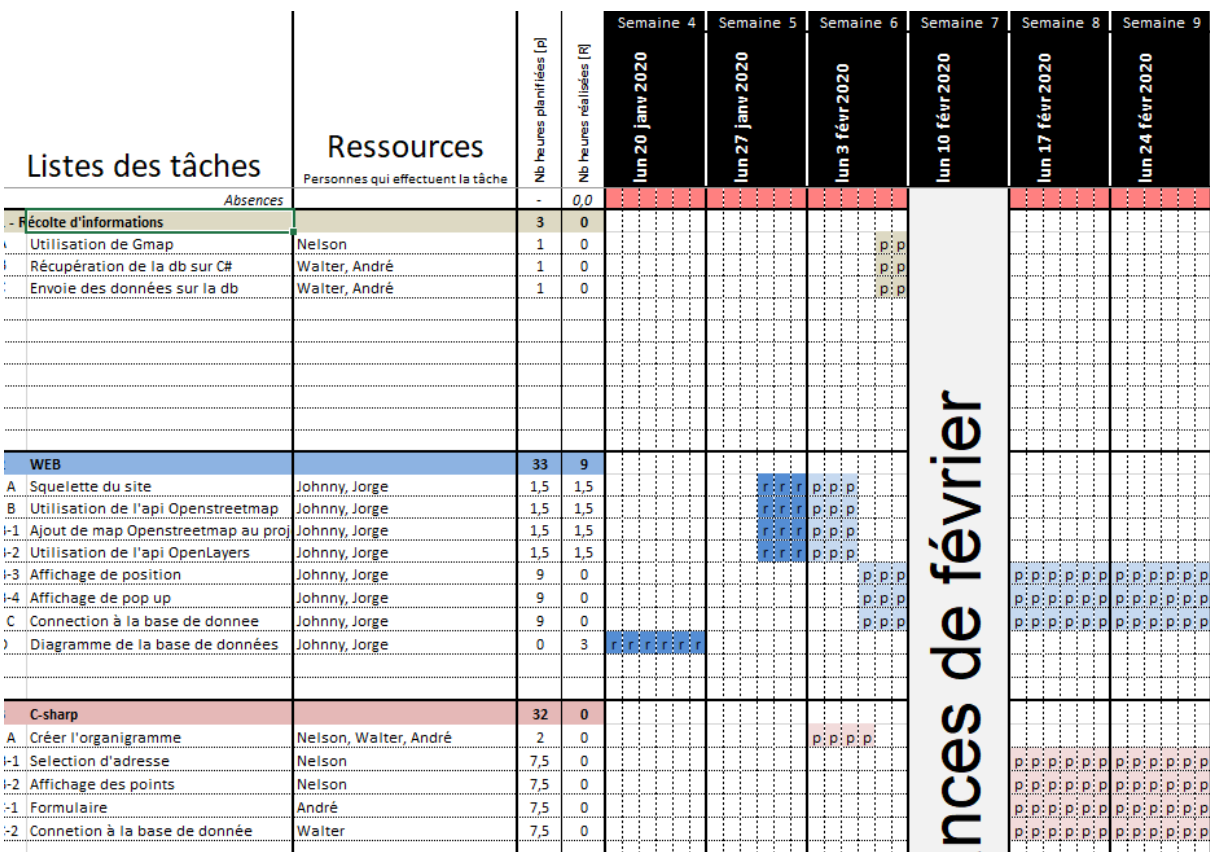 Semaine 4 Semaine 5 Semaine 6 Semaine 7 Semaine 8 Semaine 9
Listes des tâches
Ressources
Personnes qui effectuent la tâche
Nb heures planifiées [p]
Nb heures réalisées [R]
lun 20 janv 2020
lun 27 janv 2020
lun 3 févr 2020
lun 10 févr 2020
lun 17 févr 2020
lun 24 févr 2020
Absences - 0,0
- Récolte d'informations 3 0
Utilisation de Gmap Nelson 1 0 p p
Récupération de la db sur C# Walter, André 1 0 p p
Envoie des données sur la db Walter, André 1 0 p p
WEB 33 9
A Squelette du site Johnny, Jorge 1,5 1,5 r r r p p p
B Utilisation de l'api Openstreetmap Johnny, Jorge 1,5 1,5 r r r p p p
-1 Ajout de map Openstreetmap au proj Johnny, Jorge 1,5 1,5 r r r p p p
-2 Utilisation de l'api OpenLayers Johnny, Jorge 1,5 1,5 r r r p p p
-3 Affichage de position Johnny, Jorge 9 0 p p p p p p p p p p p p p p p
-4 Affichage de pop up Johnny, Jorge 9 0 p p p p p p p p p p p p p p p
C Connection à la base de donnee Johnny, Jorge 9 0 p p p p p p p p p p p p p p p
Diagramme de la base de données Johnny, Jorge 0 3 r r r r r r
C-sharp 32 0
A Créer l'organigramme Nelson, Walter, André 2 0 p p p p
-1 Selection d'adresse Nelson 7,5 0 p p p p p p p p p p p p
-2 Affichage des points Nelson 7,5 0 p p p p p p p p p p p p
-1 Formulaire André 7,5 0 p p p p p p p p p p p p
-2 Connetion à la base de donnée Walter 7,5 0 p p p p p p p p p p p p
nces de février